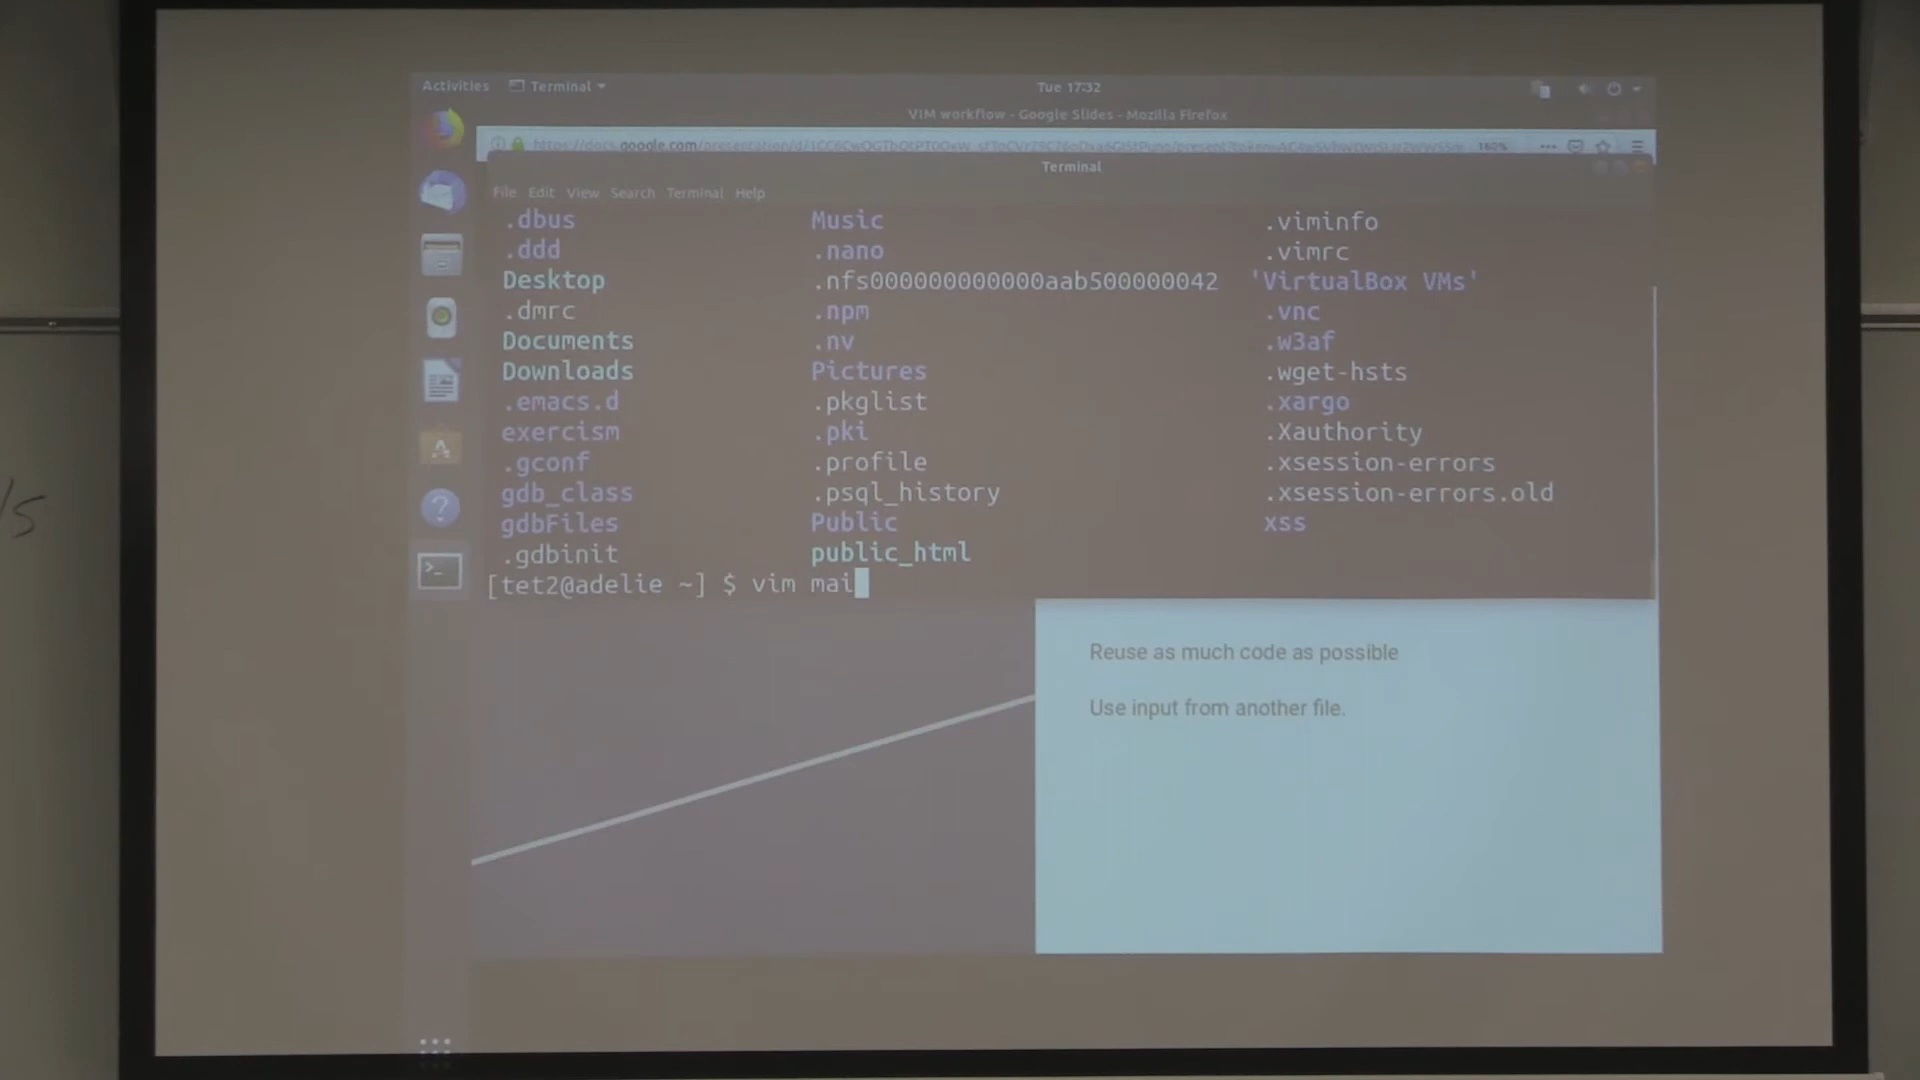 Activities Terminal Tue 17:32
VIM workflow - Google Slides - Mozilla Firefox
160%
Terminal
File Edit View Search Terminal Help
.dbus Music .viminfo
.ddd .nano .vimrc
Desktop .nfs000000000000aab500000042 'VirtualBox VMs'
.dmrc .npm .vnc
Documents .nv .w3af
Downloads Pictures .wget-hsts
.emacs.d .pkglist .xargo
exercism .pki .Xauthority
.gconf .profile .xsession-errors
gdb_class .psql_history .xsession-errors.old
gdbFiles Public xss
.gdbinit public_html
[tet2@adelie ~] $ vim mai
Reuse as much code as possible
Use input from another file.
/5